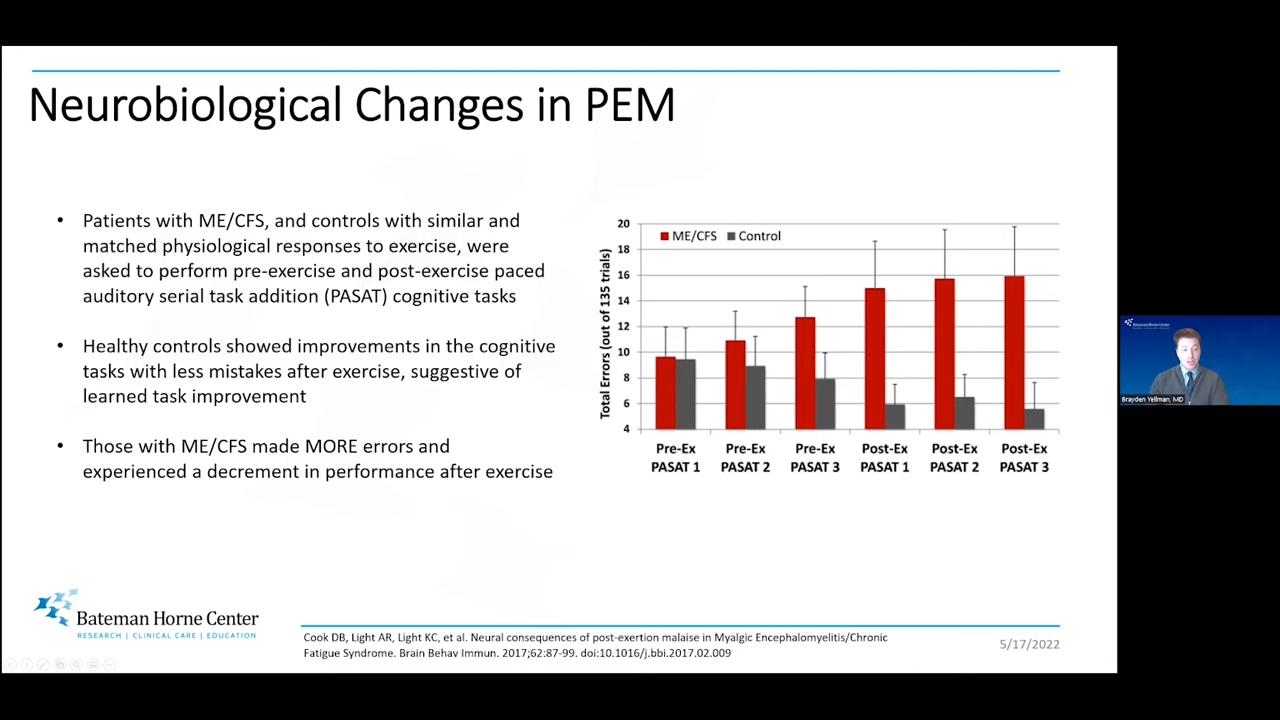 Neurobiological Changes in PEM
• Patients with ME/CFS, and controls with similar and
matched physiological responses to exercise, were
asked to perform pre-exercise and post-exercise paced
auditory serial task addition (PASAT) cognitive tasks
• Healthy controls showed improvements in the cognitive
tasks with less mistakes after exercise, suggestive of
learned task improvement
• Those with ME/CFS made MORE errors and
experienced a decrement in performance after exercise
Total Errors (out of 135 trials)
20
18
16
14
12
10
8
6
4
ME/CFS Control
Pre-Ex PASAT 1
Pre-Ex PASAT 2
Pre-Ex PASAT 3
Post-Ex PASAT 1
Post-Ex PASAT 2
Post-Ex PASAT 3
Bateman Horne Center
Brayden Yellman, MD
Bateman Horne Center
RESEARCH | CLINICAL CARE | EDUCATION
Cook DB, Light AR, Light KC, et al. Neural consequences of post-exertion malaise in Myalgic Encephalomyelitis/Chronic
Fatigue Syndrome. Brain Behav Immun. 2017;62:87-99. doi:10.1016/j.bbi.2017.02.009
5/17/2022